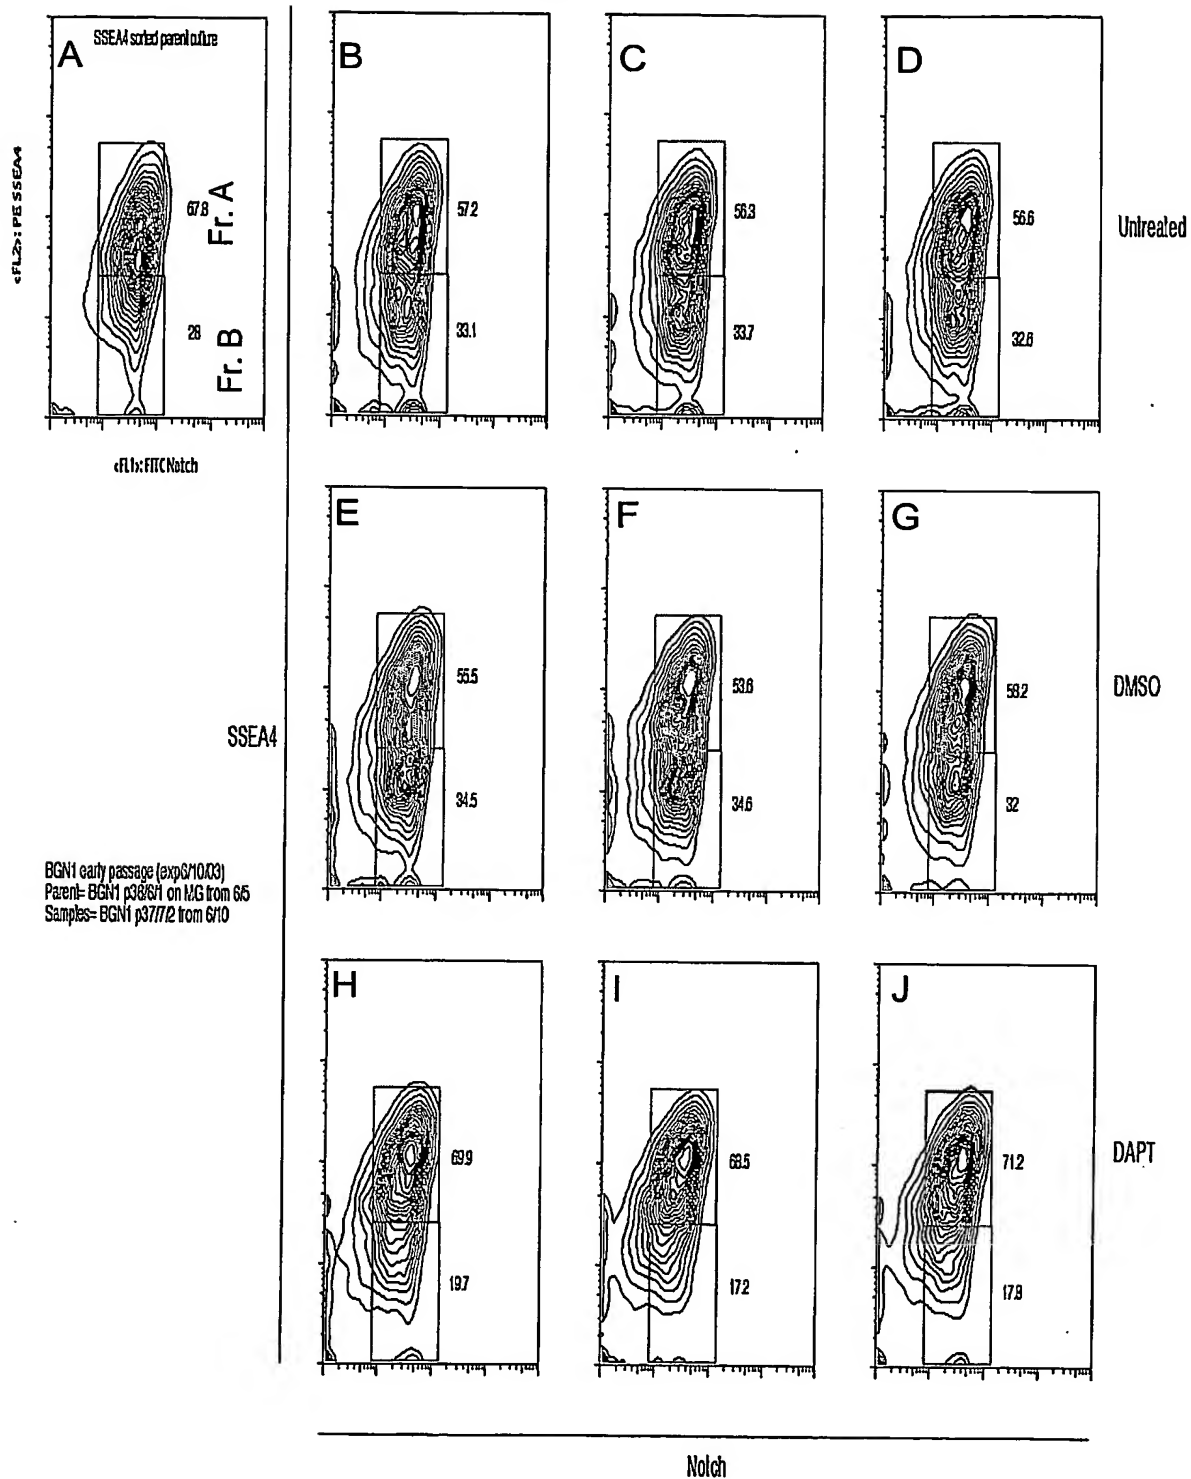 A
SSEA4 sorted parent culture
<FL2>: PE SSEA4
67.8
Fr. A
28
Fr. B
<FL1>: FITC Notch
B
57.2
33.1
C
56.3
33.7
D
56.6
32.6
Untreated
E
55.5
34.5
F
53.6
34.6
G
58.2
32
DMSO
SSEA4
BGN1 early passage (exp6/10/03)
Parent= BGN1 p38/6/1 on MG from 6/5
Samples= BGN1 p37/7/2 from 6/10
H
69.9
19.7
I
68.5
17.2
J
71.2
17.8
DAPT
Notch